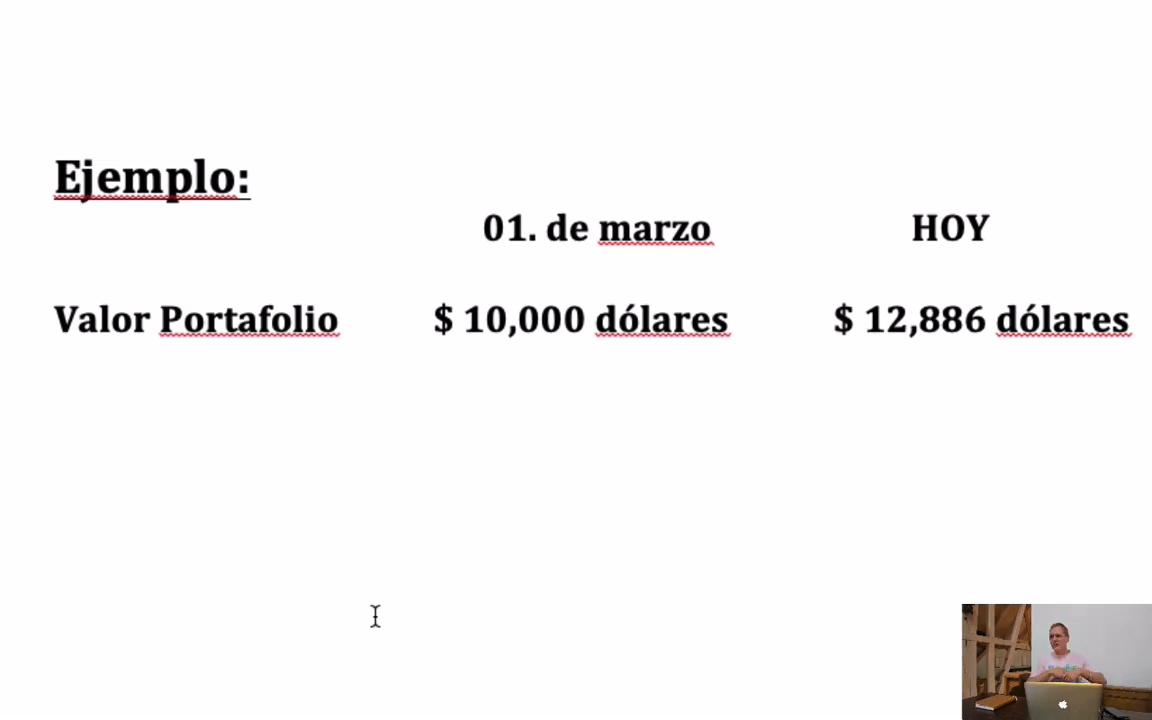 Ejemplo:
01. de marzo HOY
Valor Portafolio $ 10,000 dólares $ 12,886 dólares